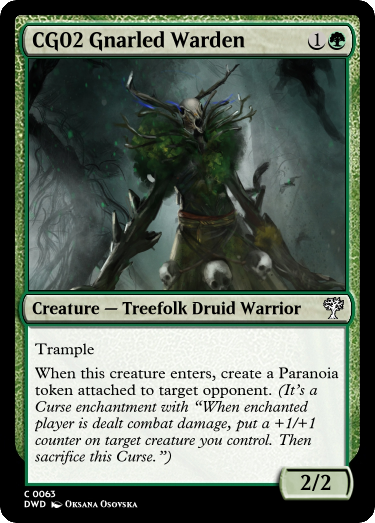 CG02 Gnarled Warden 1
Creature — Treefolk Druid Warrior
Trample
When this creature enters, create a Paranoia
token attached to target opponent. (It's a
Curse enchantment with “When enchanted
player is dealt combat damage, put a +1/+1
counter on target creature you control. Then
sacrifice this Curse.”)
2/2
C 0063
DWD Oksana Osovska